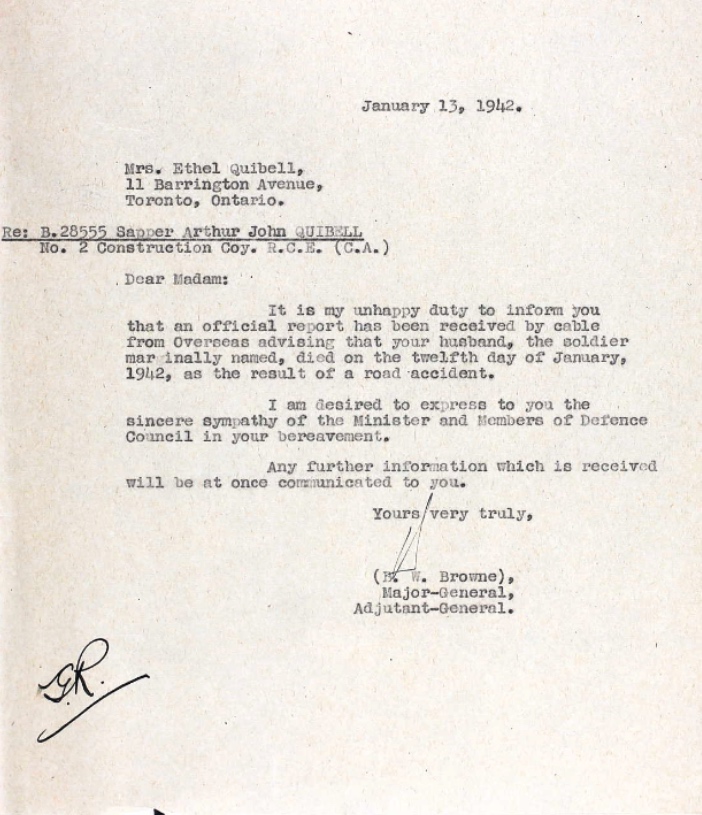 January 13, 1942.
Mrs. Ethel Quibell,
11 Barrington Avenue,
Toronto, Ontario.
Re: B.28555 Sapper Arthur John QUIBELL
No. 2 Construction Coy. R.C.E. (C.A.)
Dear Madam:
It is my unhappy duty to inform you
that an official report has been received by cable
from Overseas advising that your husband, the soldier
mar inally named, died on the twelfth day of January,
1942, as the result of a road accident.
I am desired to express to you the
sincere sympathy of the Minister and Members of Defence
Council in your bereavement.
Any further information which is received
will be at once communicated to you.
Yours very truly,
(B. W. Browne),
Major-General,
Adjutant-General.